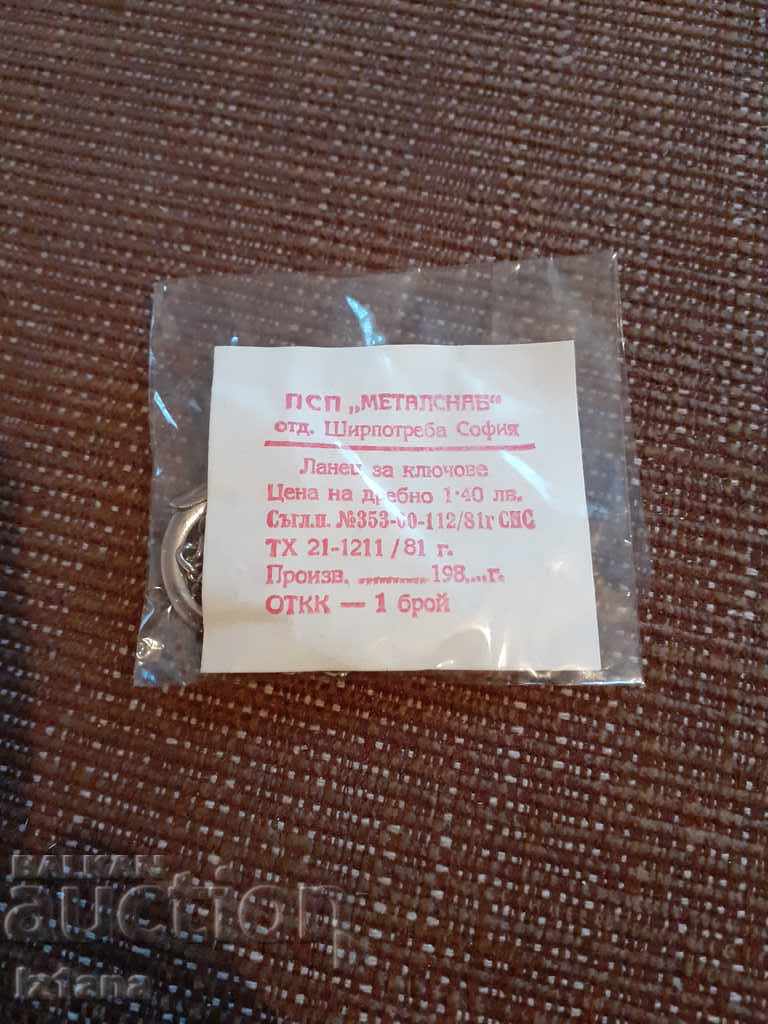 ПСП „МЕТАЛСНАБ“
отд. Ширпотреба София
Ланец за ключове
Цена на дребно 1·40 лв.
Съгл.п. №353-00-112/81г СНС
ТХ 21-1211/81 г.
Произв. ............ 198....г.
ОТКК — 1 брой
BALKAN
auction
Iztana